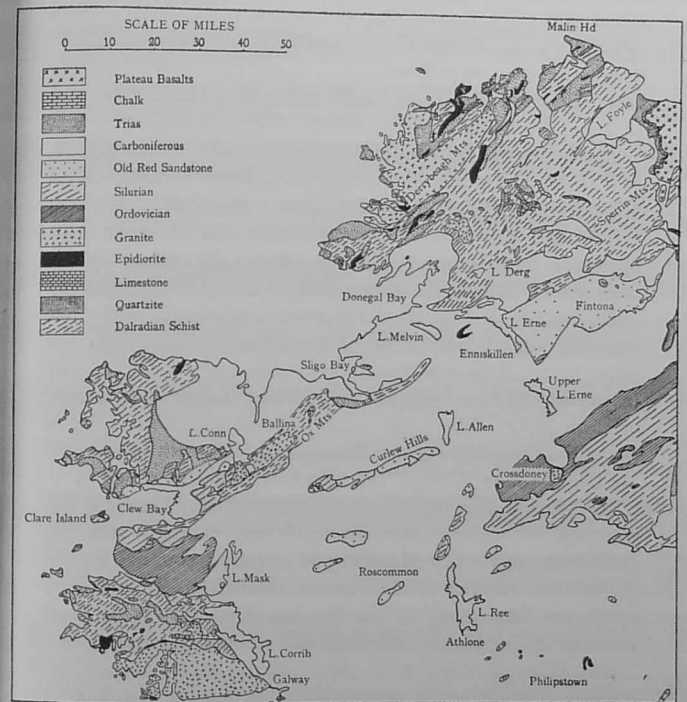 SCALE OF MILES
0 10 20 30 40 50
Plateau Basalts
Chalk
Trias
Carboniferous
Old Red Sandstone
Silurian
Ordovician
Granite
Epidiorite
Limestone
Quartzite
Dalradian Schist
Malin Hd
L. Foyle
Derrybeagh Mts
Sperrin Mts
L. Derg
Donegal Bay
Fintona
L. Erne
L. Melvin
Enniskillen
Sligo Bay
Upper
L. Erne
Ballina
L. Conn
Ox Mts
L. Allen
Curlew Hills
Crossdoney
Clew Bay
Clare Island
L. Mask
Roscommon
L. Ree
Athlone
L. Corrib
Galway
Philipstown